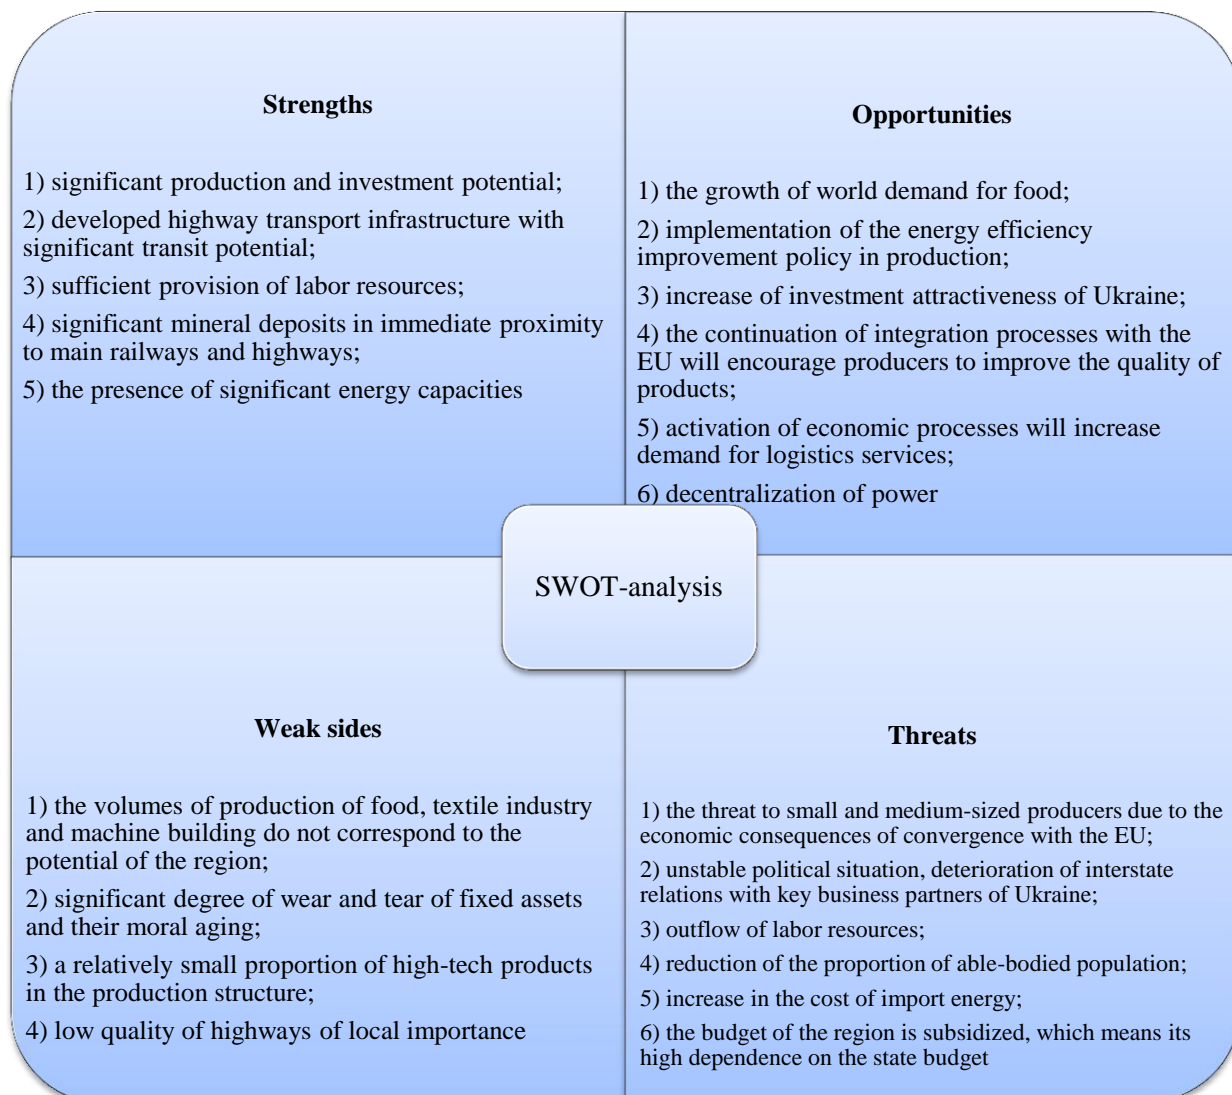 Strengths
1) significant production and investment potential;
2) developed highway transport infrastructure with
significant transit potential;
3) sufficient provision of labor resources;
4) significant mineral deposits in immediate proximity
to main railways and highways;
5) the presence of significant energy capacities
Opportunities
1) the growth of world demand for food;
2) implementation of the energy efficiency
improvement policy in production;
3) increase of investment attractiveness of Ukraine;
4) the continuation of integration processes with the
EU will encourage producers to improve the quality of
products;
5) activation of economic processes will increase
demand for logistics services;
6) decentralization of power
SWOT-analysis
Weak sides
1) the volumes of production of food, textile industry
and machine building do not correspond to the
potential of the region;
2) significant degree of wear and tear of fixed assets
and their moral aging;
3) a relatively small proportion of high-tech products
in the production structure;
4) low quality of highways of local importance
Threats
1) the threat to small and medium-sized producers due to the
economic consequences of convergence with the EU;
2) unstable political situation, deterioration of interstate
relations with key business partners of Ukraine;
3) outflow of labor resources;
4) reduction of the proportion of able-bodied population;
5) increase in the cost of import energy;
6) the budget of the region is subsidized, which means its
high dependence on the state budget